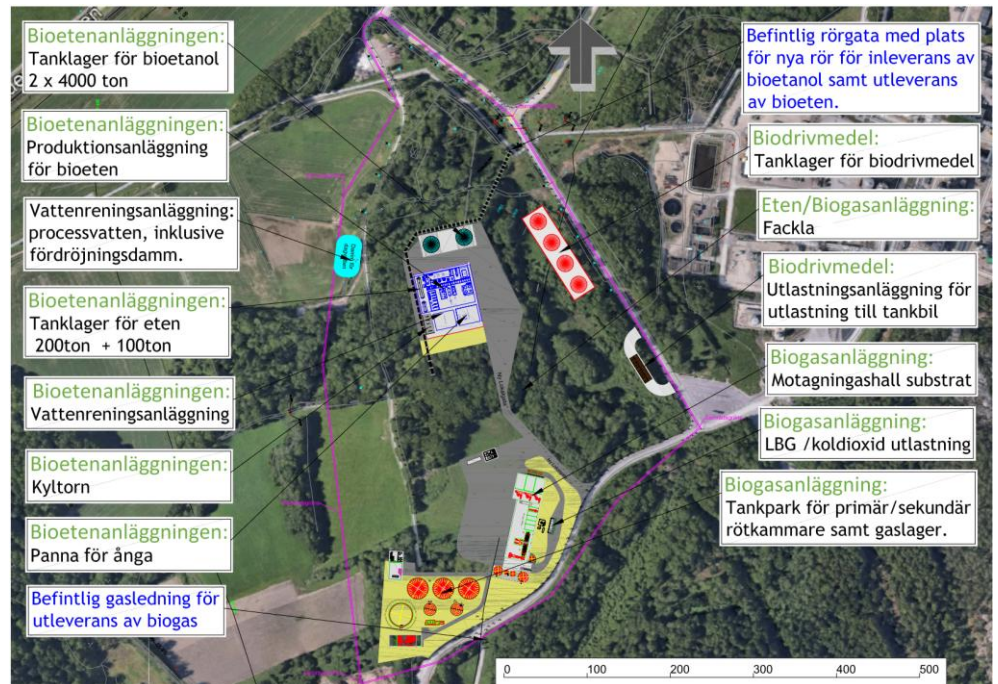 Bioetenanläggningen:
Tanklager för bioetanol
2 x 4000 ton
Bioetenanläggningen:
Produktionsanläggning
för bioeten
Vattenreningsanläggning:
processvatten, inklusive
fördröjningsdamm.
Bioetenanläggningen:
Tanklager för eten
200ton + 100ton
Bioetenanläggningen:
Vattenreningsanläggning
Bioetenanläggningen:
Kyltorn
Bioetenanläggningen:
Panna för ånga
Befintlig gasledning för
utleverans av biogas
Befintlig rörgata med plats
för nya rör för inleverans av
bioetanol samt utleverans
av bioeten.
Biodrivmedel:
Tanklager för biodrivmedel
Eten/Biogasanläggning:
Fackla
Biodrivmedel:
Utlastningsanläggning för
utlastning till tankbil
Biogasanläggning:
Motagningashall substrat
Biogasanläggning:
LBG /koldioxid utlastning
Biogasanläggning:
Tankpark för primär/sekundär
rötkammare samt gaslager.
0 100 200 300 400 500